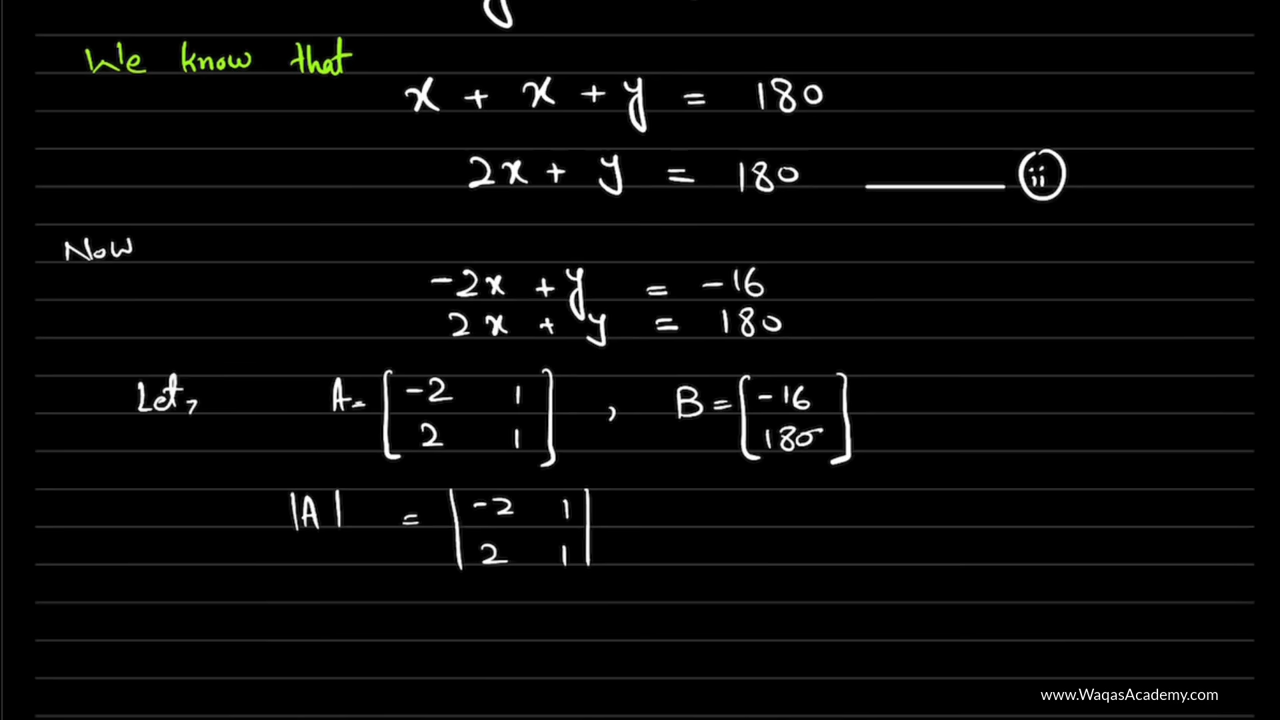 y
We know that
x + x + y = 180
2x + y = 180 ——— (ii)
Now
-2x + y = -16
2x + y = 180
Let, A = [ -2 1 ] , B = [ -16 ]
[ 2 1 ] [ 180 ]
|A| = | -2 1 |
| 2 1 |
www.WaqasAcademy.com